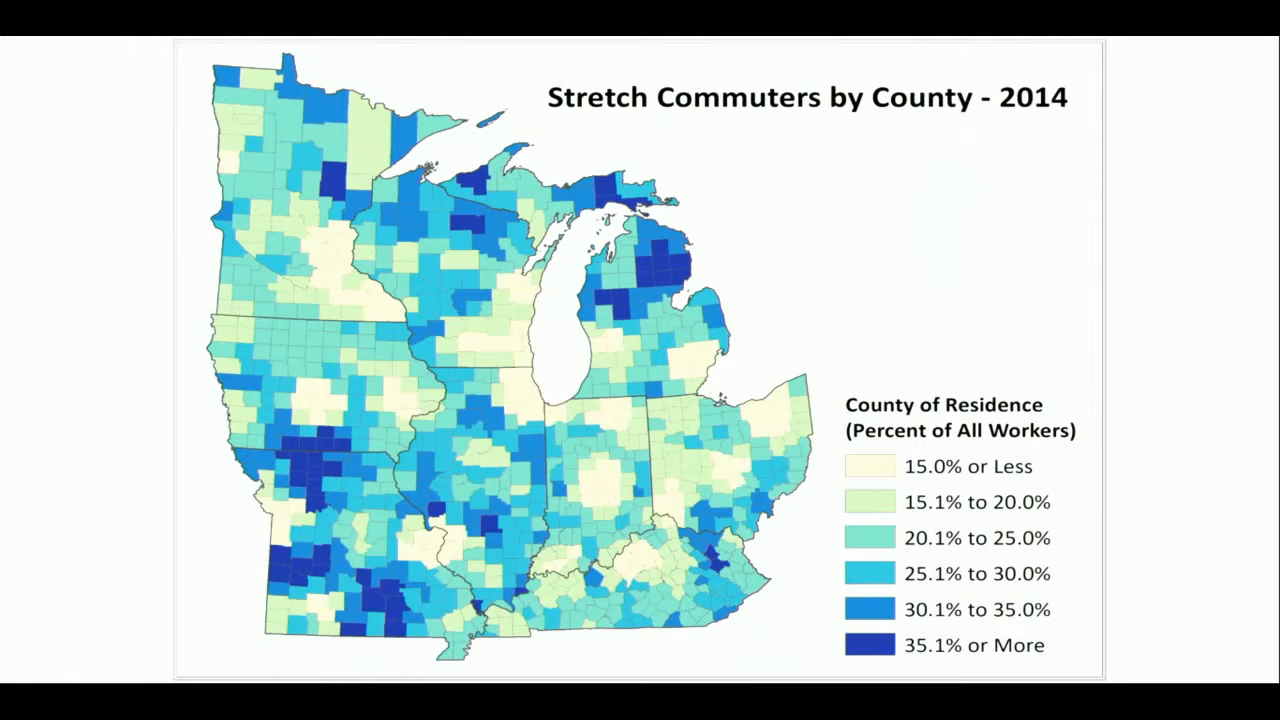 Stretch Commuters by County - 2014
County of Residence
(Percent of All Workers)
15.0% or Less
15.1% to 20.0%
20.1% to 25.0%
25.1% to 30.0%
30.1% to 35.0%
35.1% or More